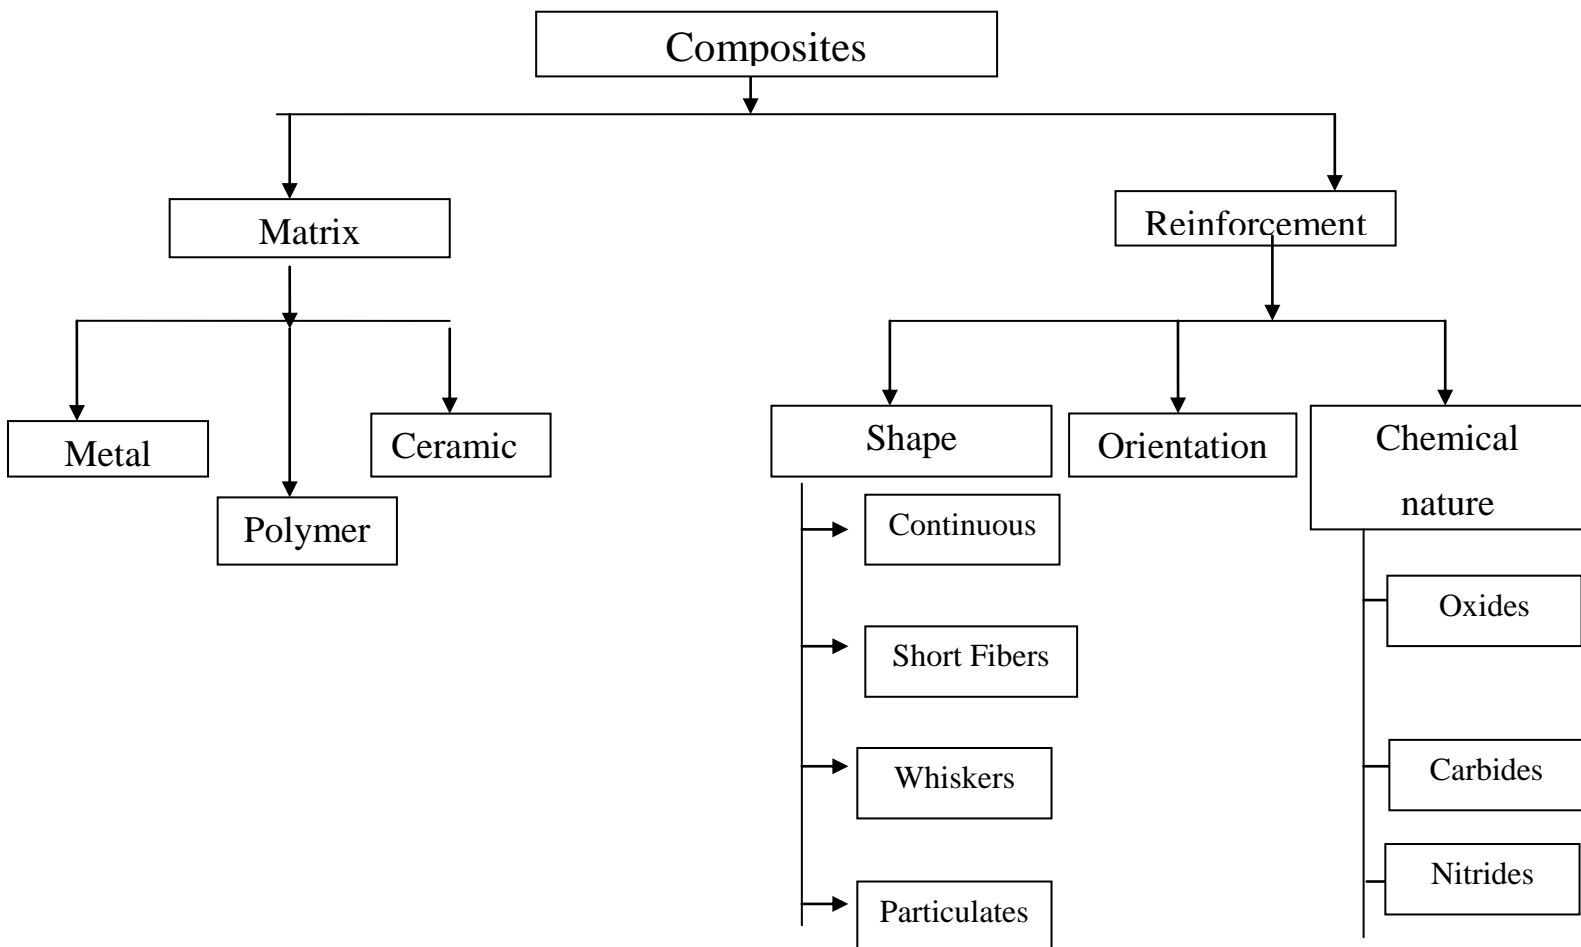 Composites
Matrix
Reinforcement
Metal
Polymer
Ceramic
Shape
Orientation
Chemical
nature
Continuous
Short Fibers
Whiskers
Particulates
Oxides
Carbides
Nitrides